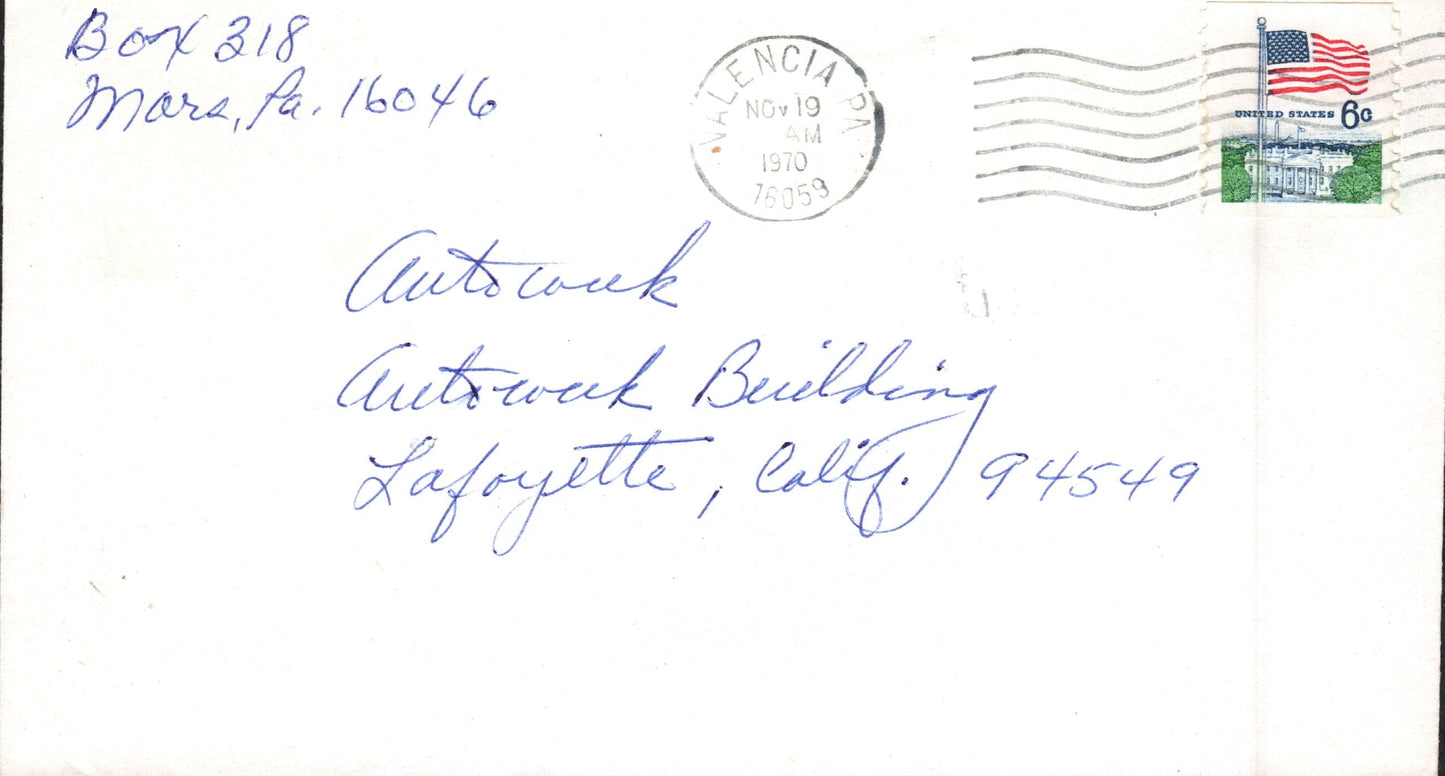 Box 318
Mars, Pa. 16046
VALENCIA PA
NOV 19
AM
1970
16059
UNITED STATES 6c
Autoweek
Autoweek Building
Lafayette, Calif. 94549